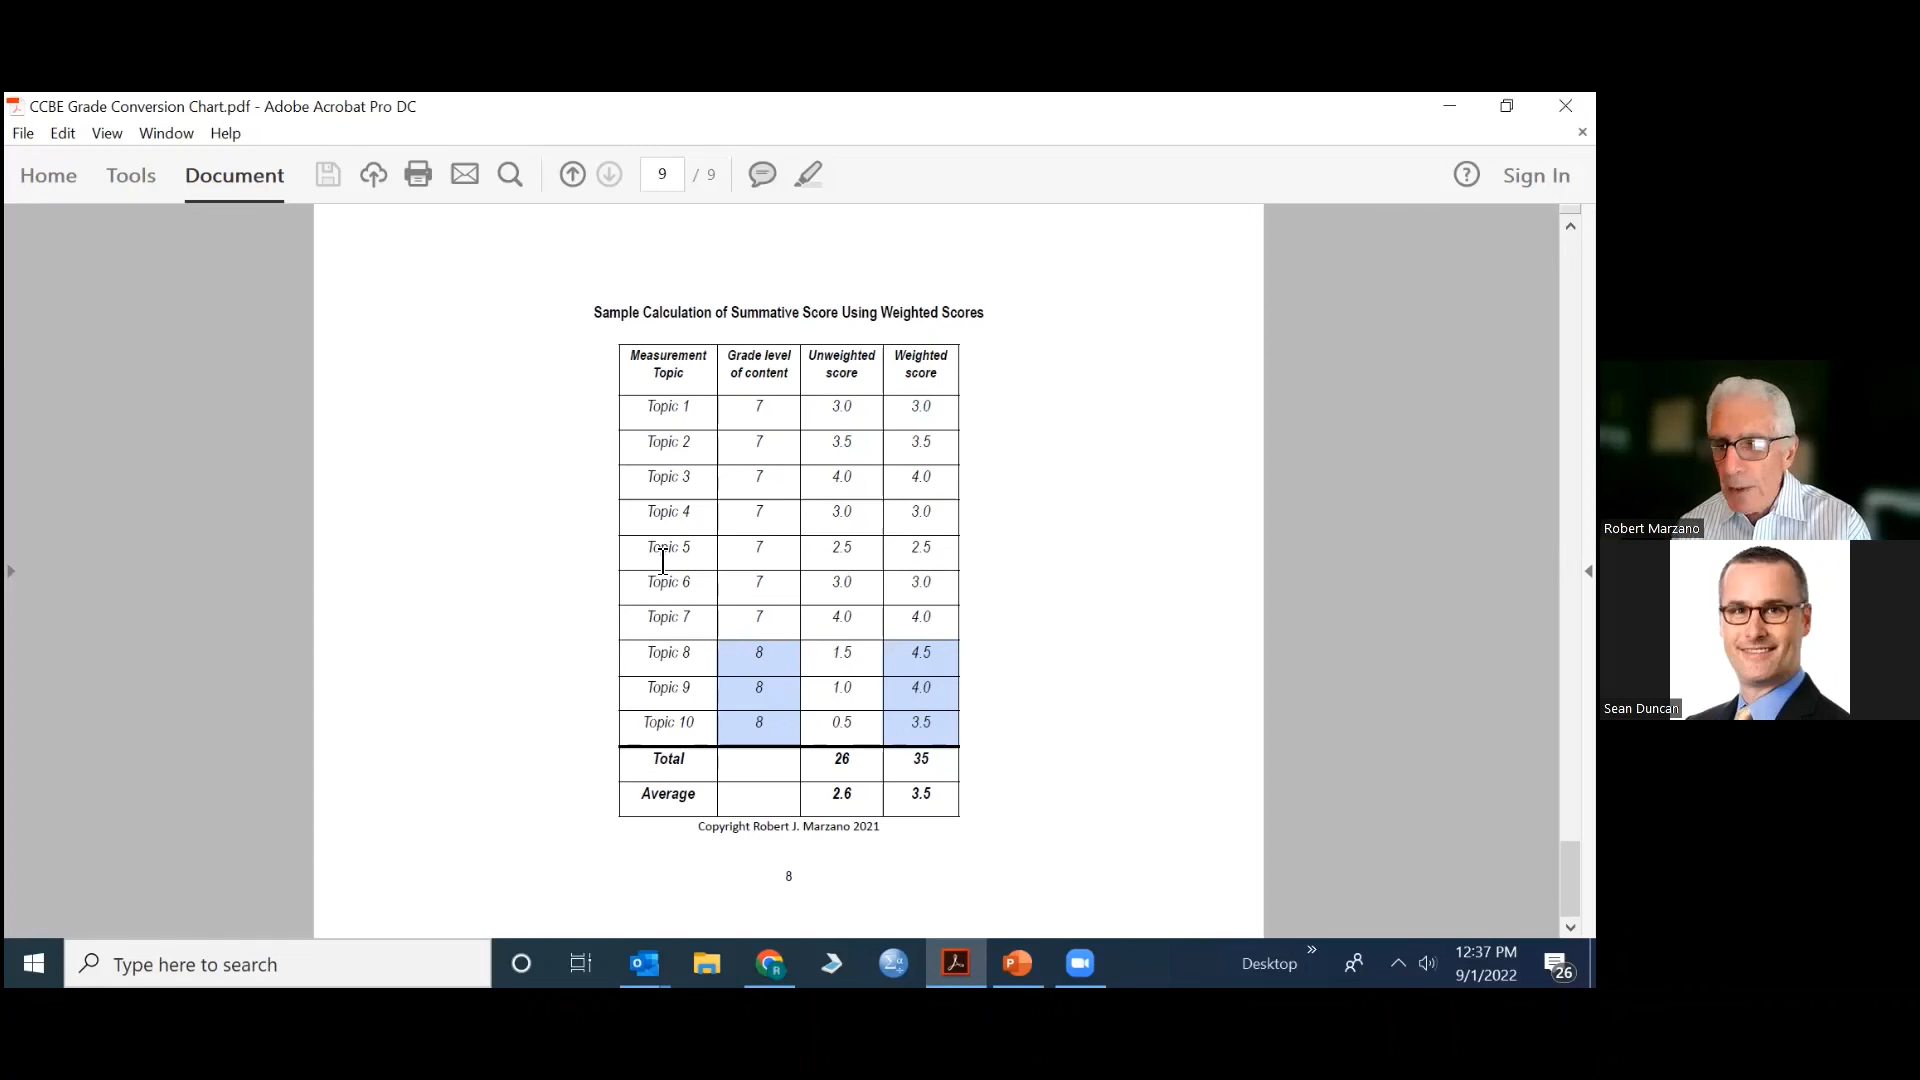 CCBE Grade Conversion Chart.pdf - Adobe Acrobat Pro DC
File Edit View Window Help
Home Tools Document 9 / 9 Sign In
Sample Calculation of Summative Score Using Weighted Scores
Measurement Topic Grade level of content Unweighted score Weighted score
Topic 1 7 3.0 3.0
Topic 2 7 3.5 3.5
Topic 3 7 4.0 4.0
Topic 4 7 3.0 3.0
Topic 5 7 2.5 2.5
Topic 6 7 3.0 3.0
Topic 7 7 4.0 4.0
Topic 8 8 1.5 4.5
Topic 9 8 1.0 4.0
Topic 10 8 0.5 3.5
Total 26 35
Average 2.6 3.5
Copyright Robert J. Marzano 2021
8
Robert Marzano
Sean Duncan
Type here to search
Desktop
12:37 PM
9/1/2022
26